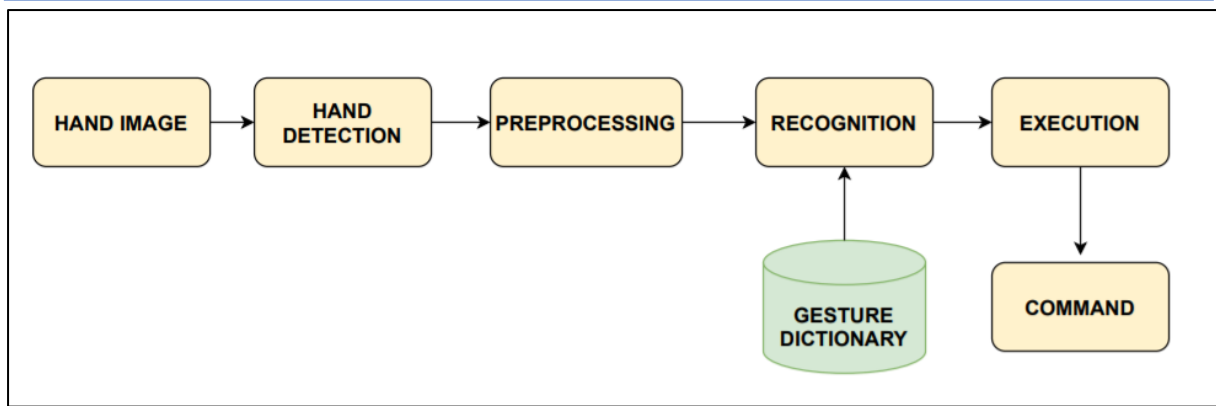 HAND IMAGE
HAND
DETECTION
PREPROCESSING
RECOGNITION
EXECUTION
GESTURE
DICTIONARY
COMMAND